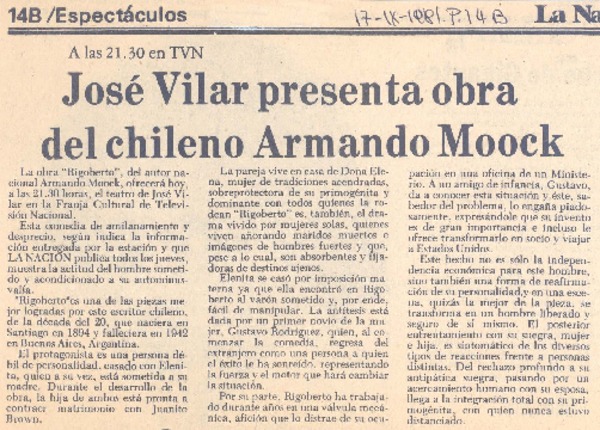 14B /Espectáculos
17-IX-1981. P. 14 B
La Na
A las 21.30 en TVN
José Vilar presenta obra
del chileno Armando Moock
La obra "Rigoberto", del autor na-
cional Armando Moock, ofrecerá hoy,
a las 21.30 horas, el teatro de José Vi-
lar en la Franja Cultural de Televi-
sión Nacional.
Esta comedia de amilanamiento y
desprecio, según indica la información
entregada por la estación y que
LA NACION publica todos los jueves,
muestra la actitud del hombre someti-
do y acondicionado a su autominus-
valía.
"Rigoberto" es una de las piezas me-
jor logradas por este escritor chileno,
de la década del 20, que naciera en
Santiago en 1894 y falleciera en 1942
en Buenos Aires, Argentina.
El protagonista es una persona dé-
bil de personalidad, casado con Eleni-
ta, quien a su vez, está sometida a su
madre. Durante el desarrollo de la
obra, la hija de ambos está pronta a
contraer matrimonio con Juanito
Brown.
La pareja vive en casa de Dona Ele-
na, mujer de tradiciones acendradas,
sobreprotectora de su primogénita y
dominante con todos quienes la ro-
dean "Rigoberto" es, también, el dra-
ma vivido por mujeres solas, quienes
viven añorando maridos muertos e
imágenes de hombres fuertes y que,
pese a lo cual, son absorbentes y fija-
doras de destinos ajenos.
Elenita se casó por imposición ma-
terna ya que ella encontró en Rigo-
berto al varón sometido y, por ende,
fácil de manipular. La antítesis está
dada por un primer novio de la mu-
jer, Gustavo Rodríguez, quien, al co-
menzar la comedia, regresa del
extranjero como una persona a
quien el éxito le ha sonreído, representando
la fuerza y el motor que hará cambiar
la situación.
Por su parte, Rigoberto ha trabaja-
do durante años en una válvula mecá-
nica, afición que lo distrae de su ocu-
pación en una oficina de un Ministe-
rio. A un amigo de infancia, Gustavo,
da a conocer esta situación y éste, sa-
bedor del problema, lo engaña piado-
samente, expresándole que su invento
es de gran importancia e incluso le
ofrece transformarlo en socio y viajar
a Estados Unidos.
Este hecho no es sólo la indepen-
dencia económica para este hombre,
sino también una forma de reafirma-
ción de su personalidad, y en una esce-
na, quizás la mejor de la pieza, se
transforma en un hombre liberado y
seguro de sí mismo. El posterior
enfrentamiento con su suegra, mujer
e hija, es sintomático de los diversos
tipos de reacciones frente a personas
distintas. Del rechazo profundo a su
antipática suegra, pasando por un
acercamiento humano con su esposa,
llega a la integración total con su pri-
mogénita, con quien nunca estuvo
distanciado.